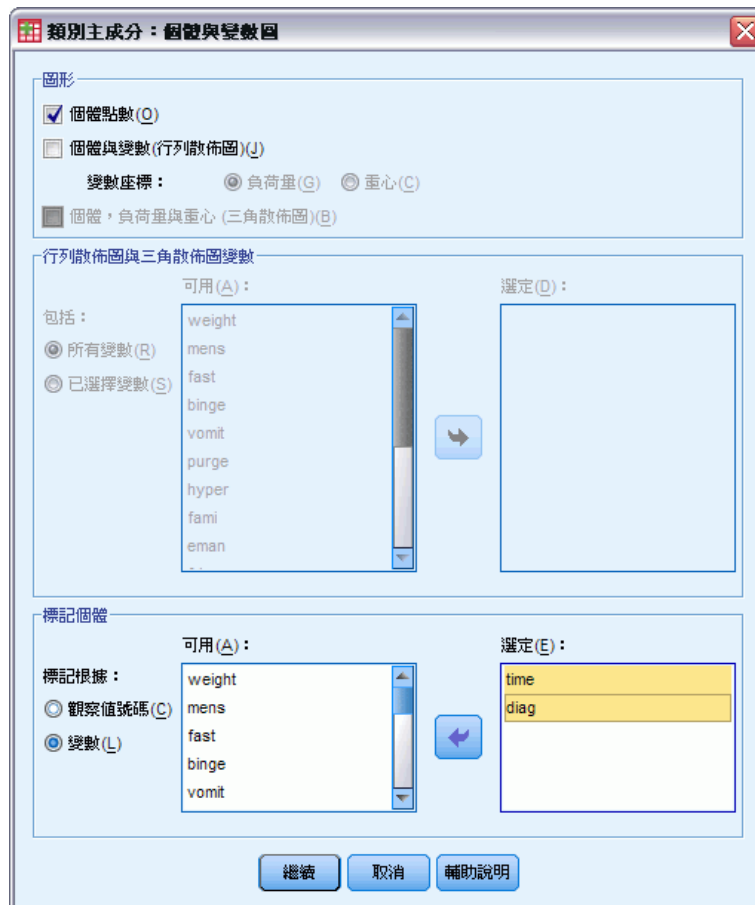 類別主成分：個體與變數圖
圖形
個體點數(O)
個體與變數(行列散佈圖)(J)
變數座標： 負荷量(G) 重心(C)
個體，負荷量與重心 (三角散佈圖)(B)
行列散佈圖與三角散佈圖變數
可用(A)： 選定(D)：
包括：
所有變數(R)
已選擇變數(S)
weight
mens
fast
binge
vomit
purge
hyper
fami
eman
標記個體
可用(A)： 選定(E)：
標記根據：
觀察值號碼(C)
變數(L)
weight
mens
fast
binge
vomit
time
diag
繼續 取消 輔助說明